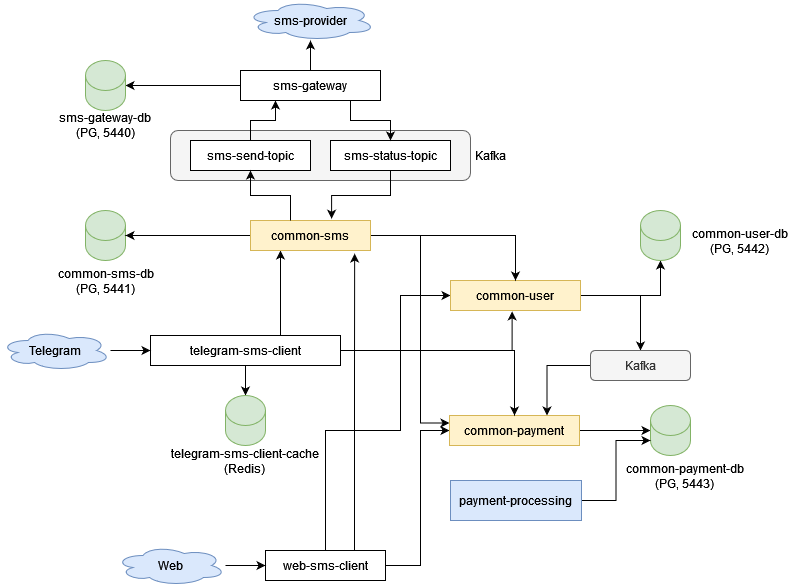 sms-provider
sms-gateway
sms-gateway-db
(PG, 5440)
sms-send-topic
sms-status-topic
Kafka
common-sms
common-sms-db
(PG, 5441)
common-user-db
(PG, 5442)
common-user
Telegram
telegram-sms-client
Kafka
telegram-sms-client-cache
(Redis)
common-payment
common-payment-db
(PG, 5443)
payment-processing
Web
web-sms-client